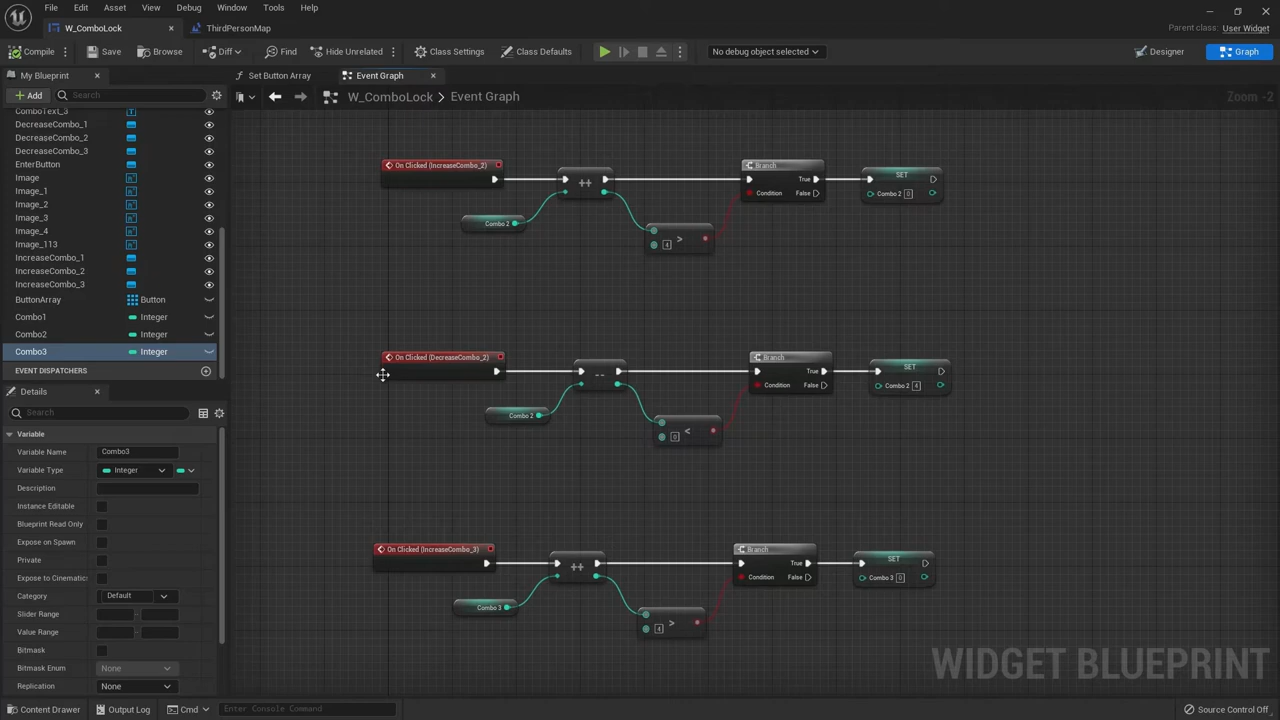 File Edit Asset View Debug Window Tools Help
W_ComboLock
ThirdPersonMap
Parent class: User Widget
Compile Save Browse Diff Find Hide Unrelated Class Settings Class Defaults No debug object selected Designer Graph
My Blueprint
Set Button Array
Event Graph
Add Search
W_ComboLock > Event Graph
Zoom -2
ComboText_3
DecreaseCombo_1
DecreaseCombo_2
DecreaseCombo_3
EnterButton
Image
Image_1
Image_2
Image_3
Image_4
Image_113
IncreaseCombo_1
IncreaseCombo_2
IncreaseCombo_3
ButtonArray Button
Combo1 Integer
Combo2 Integer
Combo3 Integer
EVENT DISPATCHERS
Details
Search
Variable
Variable Name Combo3
Variable Type Integer
Description
Instance Editable
Blueprint Read Only
Expose on Spawn
Private
Expose to Cinematics
Category Default
Slider Range
Value Range
Bitmask
Bitmask Enum None
Replication None
On Clicked (IncreaseCombo_2)
++
Branch
True
Condition False
SET
Combo 2 0
Combo 2
4 >
On Clicked (DecreaseCombo_2)
--
Branch
True
Condition False
SET
Combo 2 4
Combo 2
0 <
On Clicked (IncreaseCombo_3)
++
Branch
True
Condition False
SET
Combo 3 0
Combo 3
4 >
WIDGET BLUEPRINT
Content Drawer Output Log Cmd Enter Console Command Source Control Off